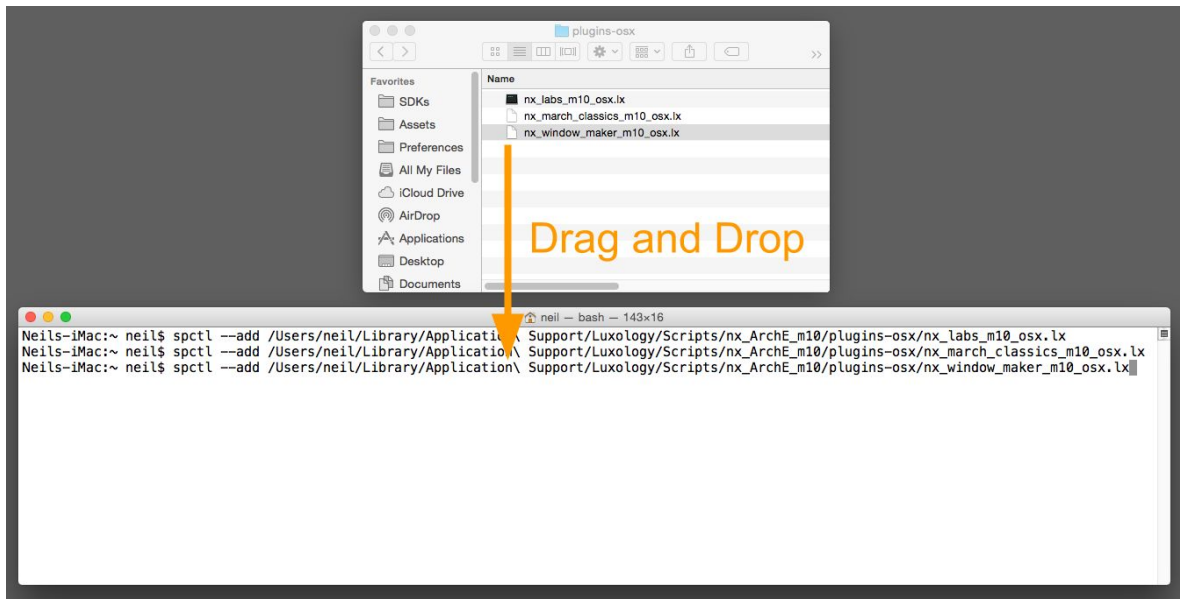 plugins-osx
Favorites
SDKs
Assets
Preferences
All My Files
iCloud Drive
AirDrop
Applications
Desktop
Documents
Name
nx_labs_m10_osx.lx
nx_march_classics_m10_osx.lx
nx_window_maker_m10_osx.lx
Drag and Drop
neil — bash — 143×16
Neils-iMac:~ neil$ spctl --add /Users/neil/Library/Application\ Support/Luxology/Scripts/nx_ArchE_m10/plugins-osx/nx_labs_m10_osx.lx
Neils-iMac:~ neil$ spctl --add /Users/neil/Library/Application\ Support/Luxology/Scripts/nx_ArchE_m10/plugins-osx/nx_march_classics_m10_osx.lx
Neils-iMac:~ neil$ spctl --add /Users/neil/Library/Application\ Support/Luxology/Scripts/nx_ArchE_m10/plugins-osx/nx_window_maker_m10_osx.lx